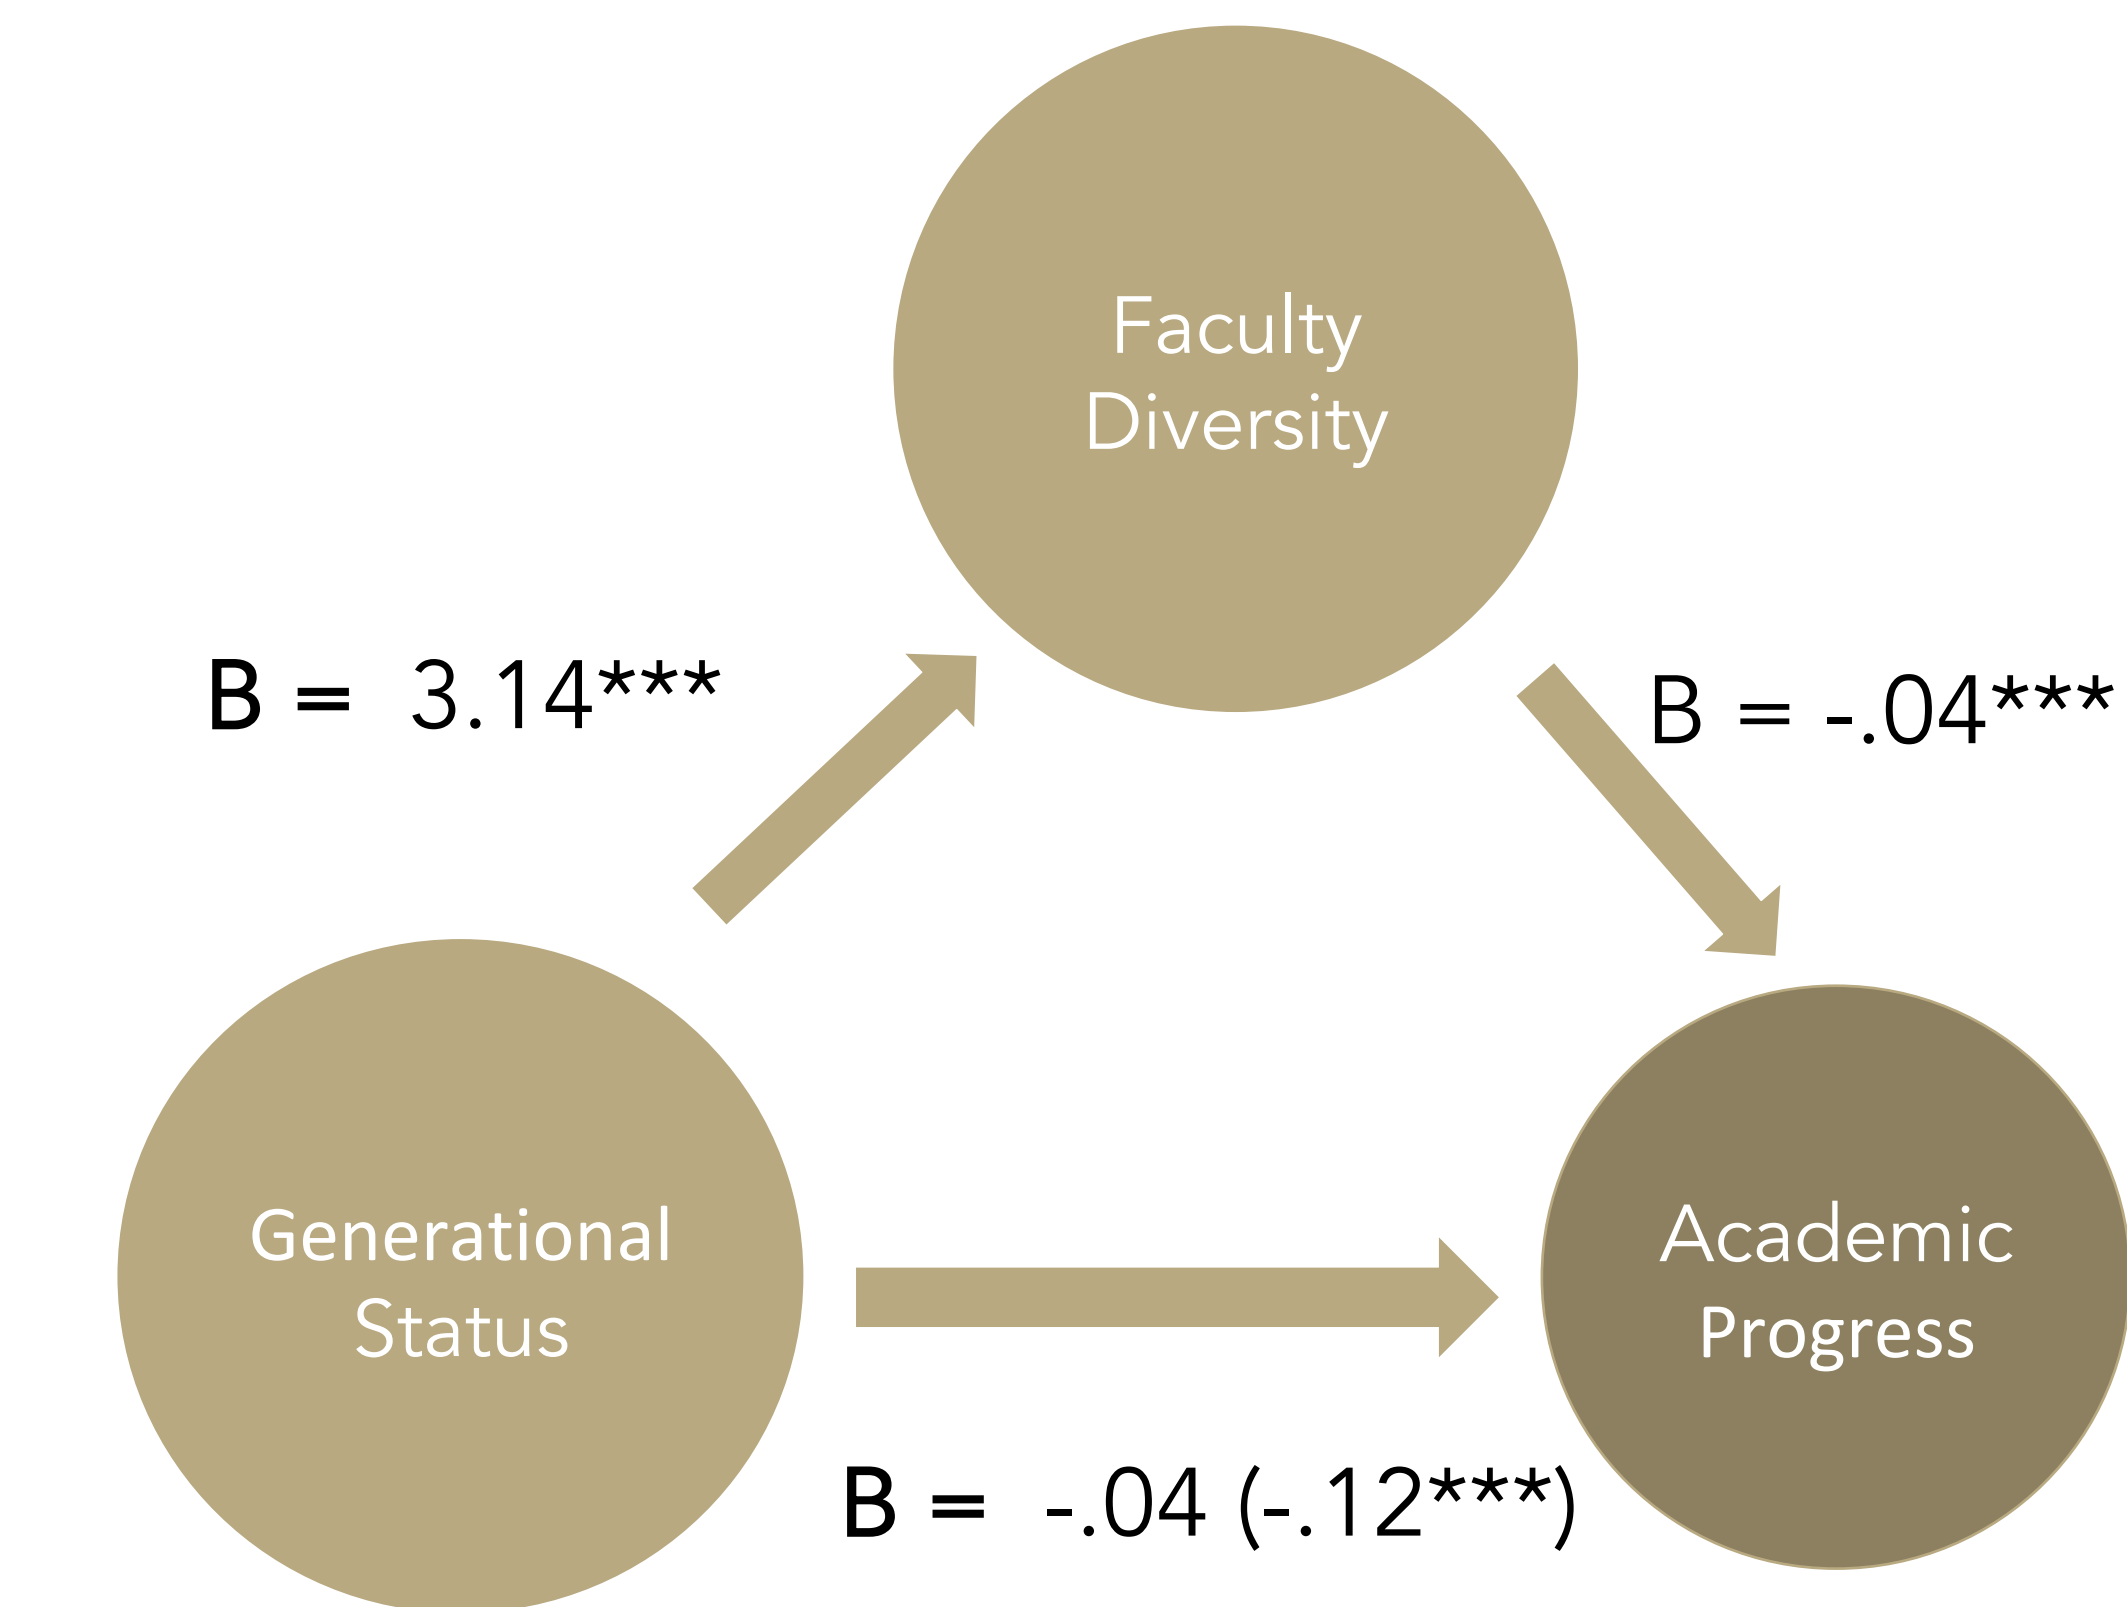 Faculty
Diversity
B = 3.14***
B = -.04***
Generational
Status
Academic
Progress
B = -.04 (-.12***)